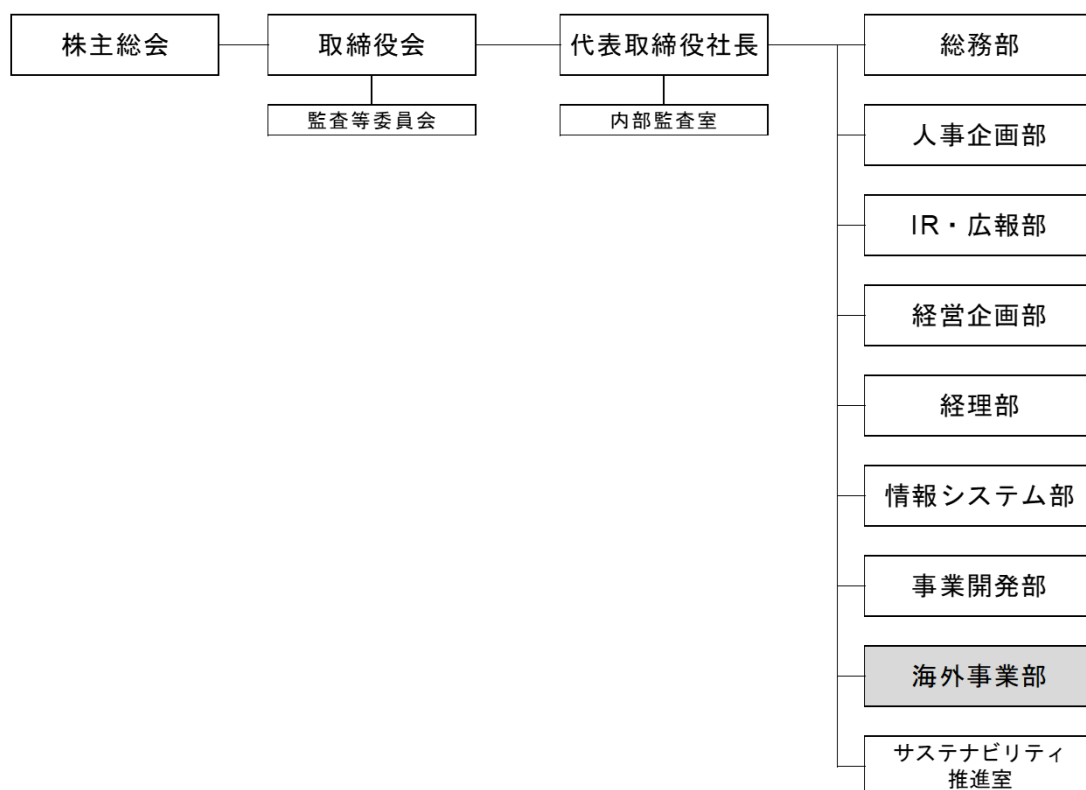 株主総会
取締役会
代表取締役社長
総務部
監査等委員会
内部監査室
人事企画部
IR・広報部
経営企画部
経理部
情報システム部
事業開発部
海外事業部
サステナビリティ
推進室